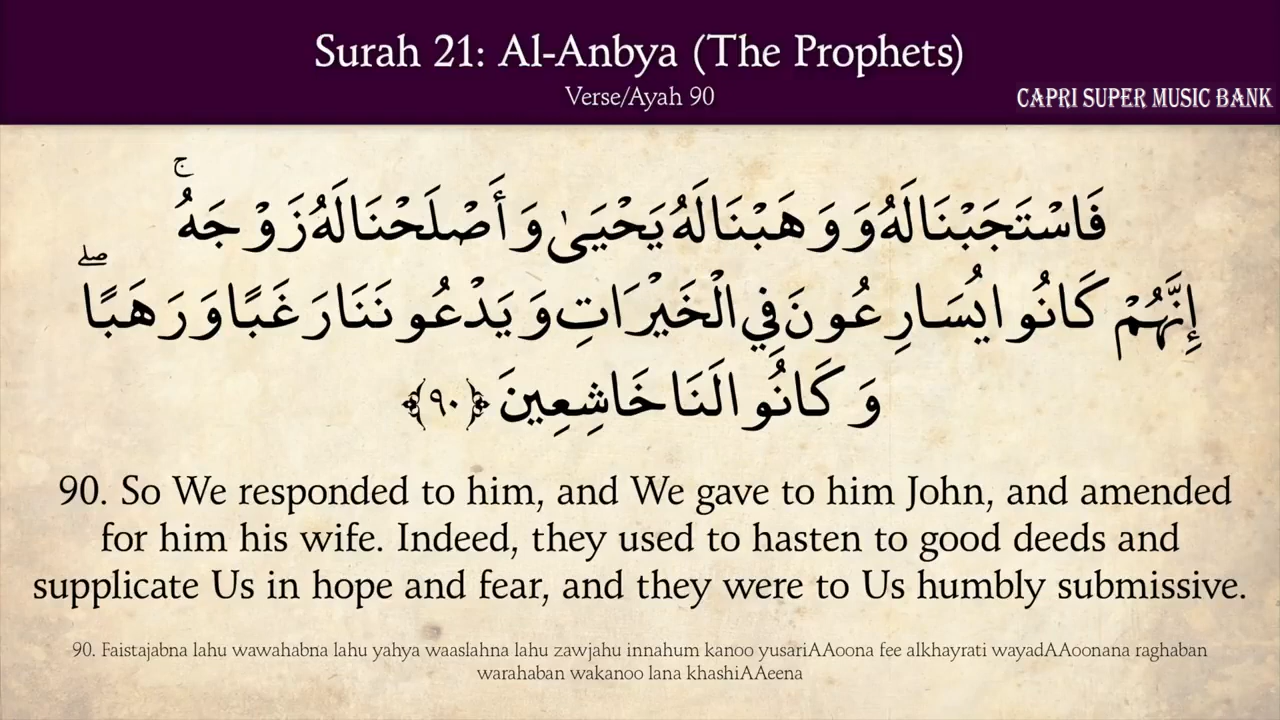 Surah 21: Al-Anbya (The Prophets)
Verse/Ayah 90
CAPRI SUPER MUSIC BANK
فَاسْتَجَبْنَا لَهُ وَوَهَبْنَا لَهُ يَحْيَىٰ وَأَصْلَحْنَا لَهُ زَوْجَهُ ۚ
إِنَّهُمْ كَانُوا يُسَارِعُونَ فِي الْخَيْرَاتِ وَيَدْعُونَنَا رَغَبًا وَرَهَبًا ۖ
وَكَانُوا لَنَا خَاشِعِينَ ﴿٩٠﴾
90. So We responded to him, and We gave to him John, and amended
for him his wife. Indeed, they used to hasten to good deeds and
supplicate Us in hope and fear, and they were to Us humbly submissive.
90. Faistajabna lahu wawahabna lahu yahya waaslahna lahu zawjahu innahum kanoo yusariAAoona fee alkhayrati wayadAAoonana raghaban
warahaban wakanoo lana khashiAAeena